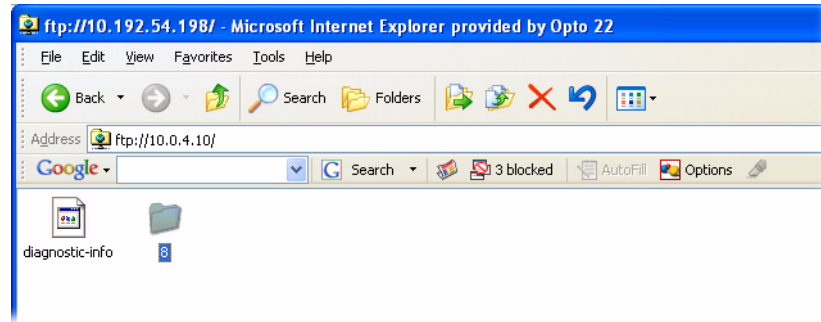 ftp://10.192.54.198/ - Microsoft Internet Explorer provided by Opto 22
File Edit View Favorites Tools Help
Back Search Folders
Address ftp://10.0.4.10/
Google G Search 3 blocked AutoFill Options
diagnostic-info 8